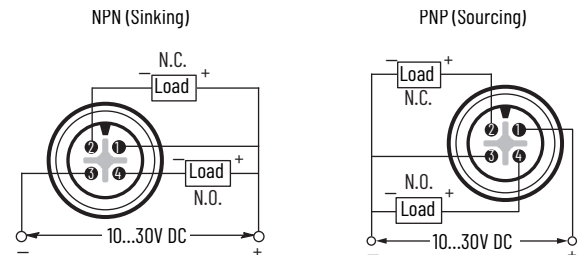 NPN (Sinking)
N.C.
– Load +
2 1
3 4
– Load +
N.O.
10...30V DC
– +
PNP (Sourcing)
– Load +
N.C.
2 1
3 4
N.O.
– Load +
10...30V DC
– +